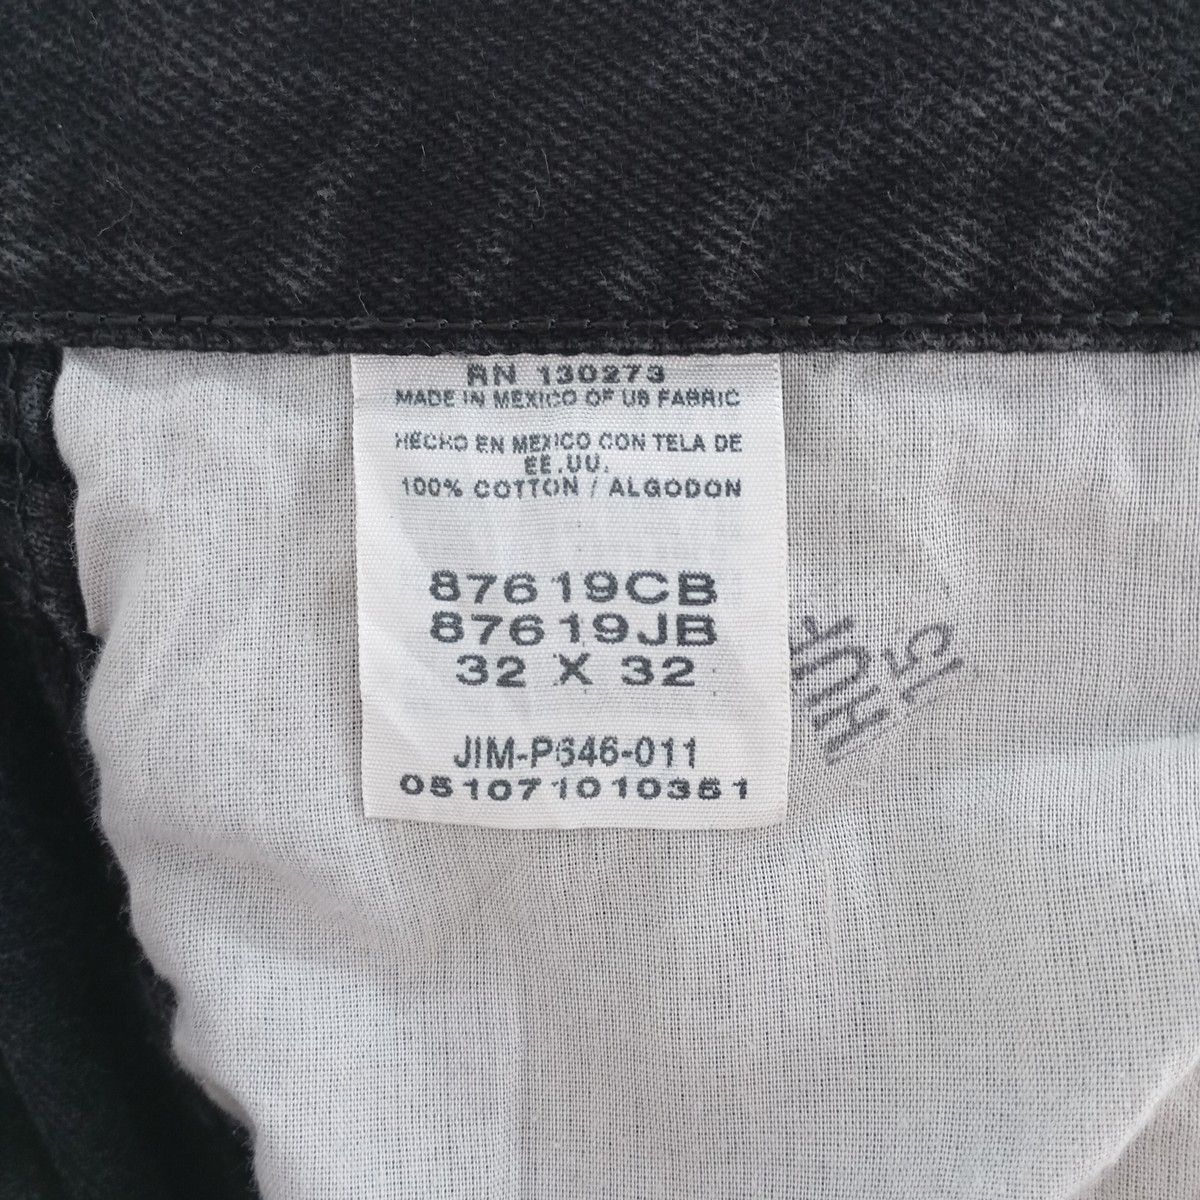 RN 130273
MADE IN MEXICO OF US FABRIC
HECHO EN MEXICO CON TELA DE
EE.UU.
100% COTTON / ALGODON
87619CB
87619JB
32 X 32
JIM-P646-011
051071010361